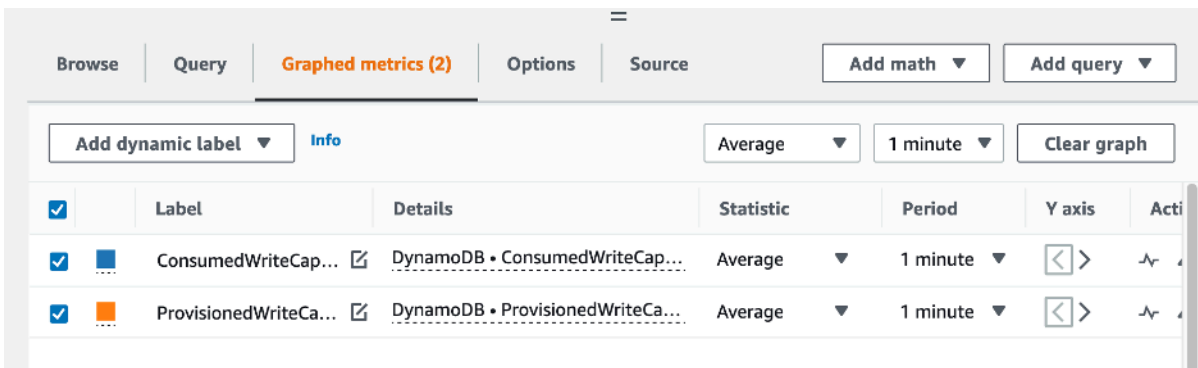 Browse Query Graphed metrics (2) Options Source Add math Add query
Add dynamic label Info Average 1 minute Clear graph
Label Details Statistic Period Y axis Acti
ConsumedWriteCap... DynamoDB • ConsumedWriteCap... Average 1 minute
ProvisionedWriteCa... DynamoDB • ProvisionedWriteCa... Average 1 minute